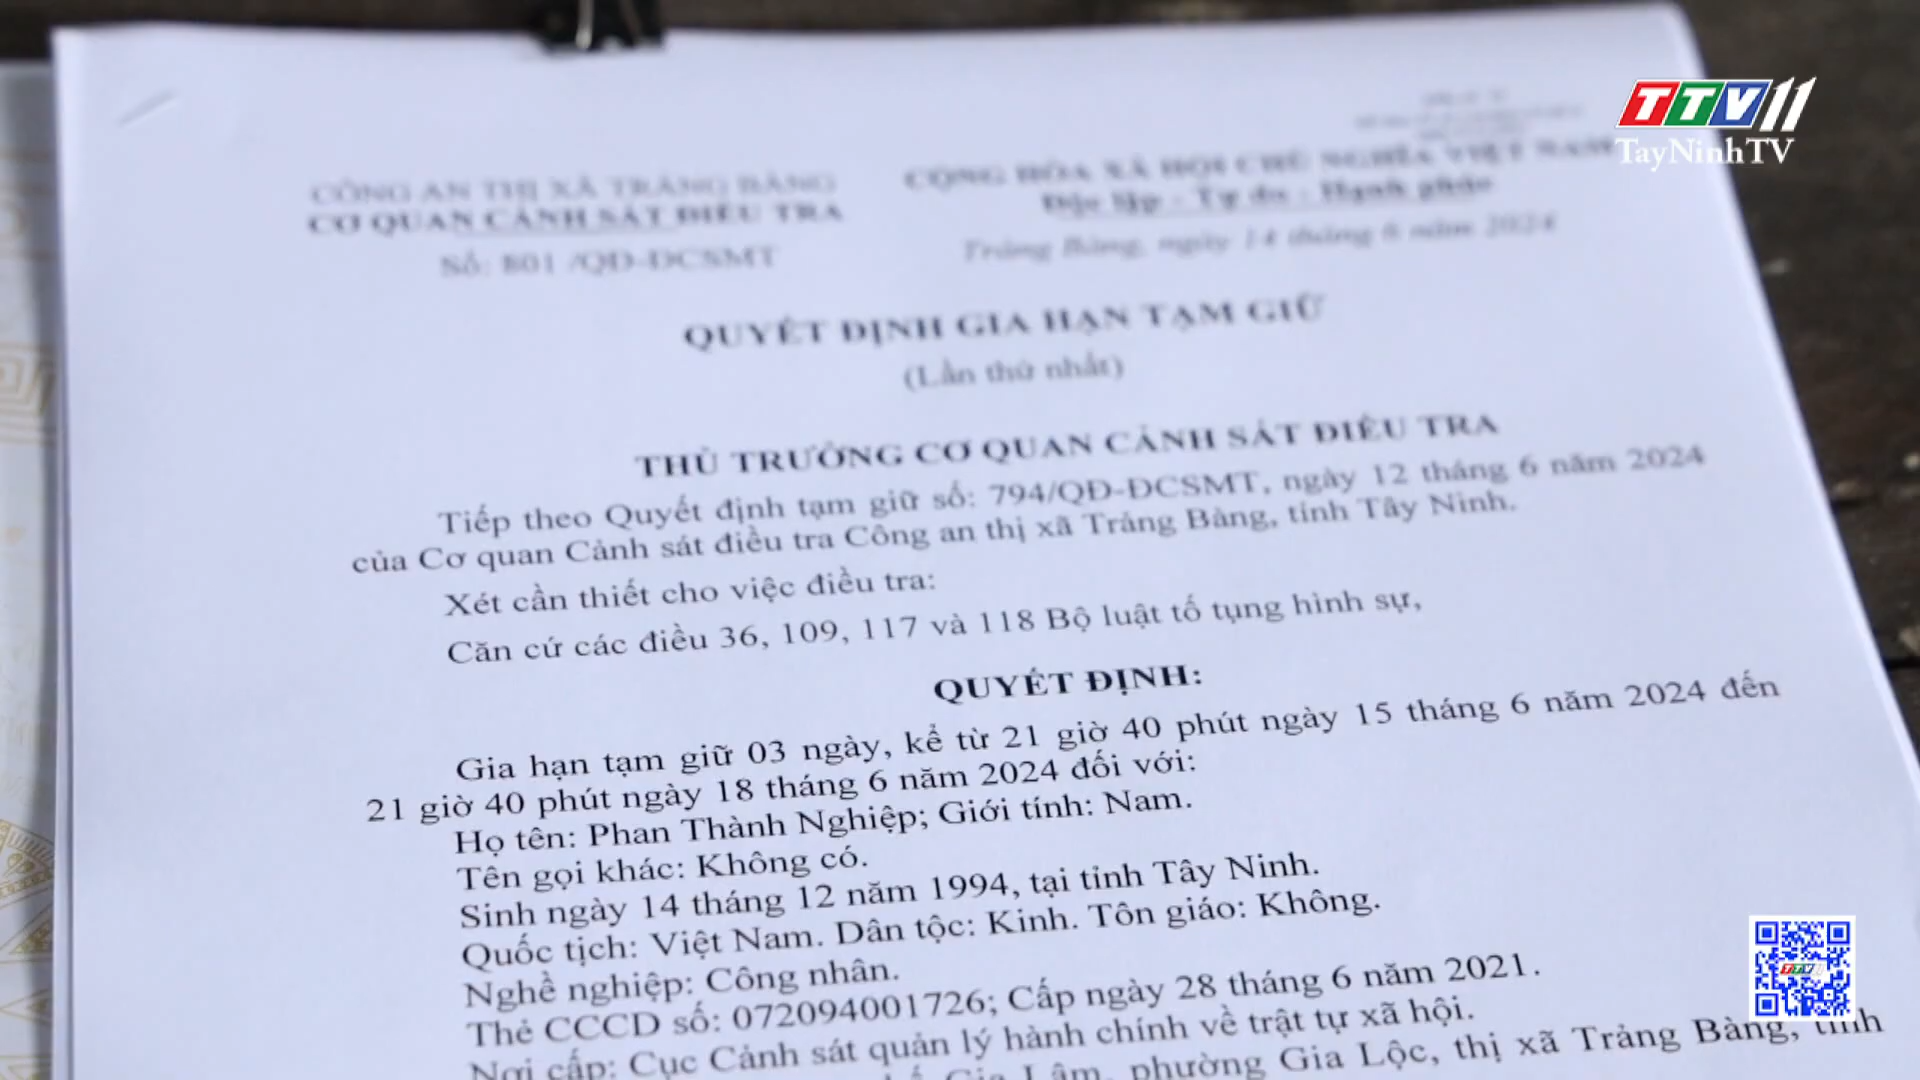 TTV11
TayNinhTV
CÔNG AN THỊ XÃ TRẢNG BÀNG
CƠ QUAN CẢNH SÁT ĐIỀU TRA
Số: 801 /QĐ-ĐCSMT
CỘNG HÒA XÃ HỘI CHỦ NGHĨA VIỆT NAM
Độc lập - Tự do - Hạnh phúc
Trảng Bàng, ngày 14 tháng 6 năm 2024
QUYẾT ĐỊNH GIA HẠN TẠM GIỮ
(Lần thứ nhất)
THỦ TRƯỞNG CƠ QUAN CẢNH SÁT ĐIỀU TRA
Tiếp theo Quyết định tạm giữ số: 794/QĐ-ĐCSMT, ngày 12 tháng 6 năm 2024
của Cơ quan Cảnh sát điều tra Công an thị xã Trảng Bàng, tỉnh Tây Ninh.
Xét cần thiết cho việc điều tra:
Căn cứ các điều 36, 109, 117 và 118 Bộ luật tố tụng hình sự,
QUYẾT ĐỊNH:
Gia hạn tạm giữ 03 ngày, kể từ 21 giờ 40 phút ngày 15 tháng 6 năm 2024 đến
21 giờ 40 phút ngày 18 tháng 6 năm 2024 đối với:
Họ tên: Phan Thành Nghiệp; Giới tính: Nam.
Tên gọi khác: Không có.
Sinh ngày 14 tháng 12 năm 1994, tại tỉnh Tây Ninh.
Quốc tịch: Việt Nam. Dân tộc: Kinh. Tôn giáo: Không.
Nghề nghiệp: Công nhân.
Thẻ CCCD số: 072094001726; Cấp ngày 28 tháng 6 năm 2021.
Nơi cấp: Cục Cảnh sát quản lý hành chính về trật tự xã hội.
Gia Lâm, phường Gia Lộc, thị xã Trảng Bàng, tỉnh
TTV11